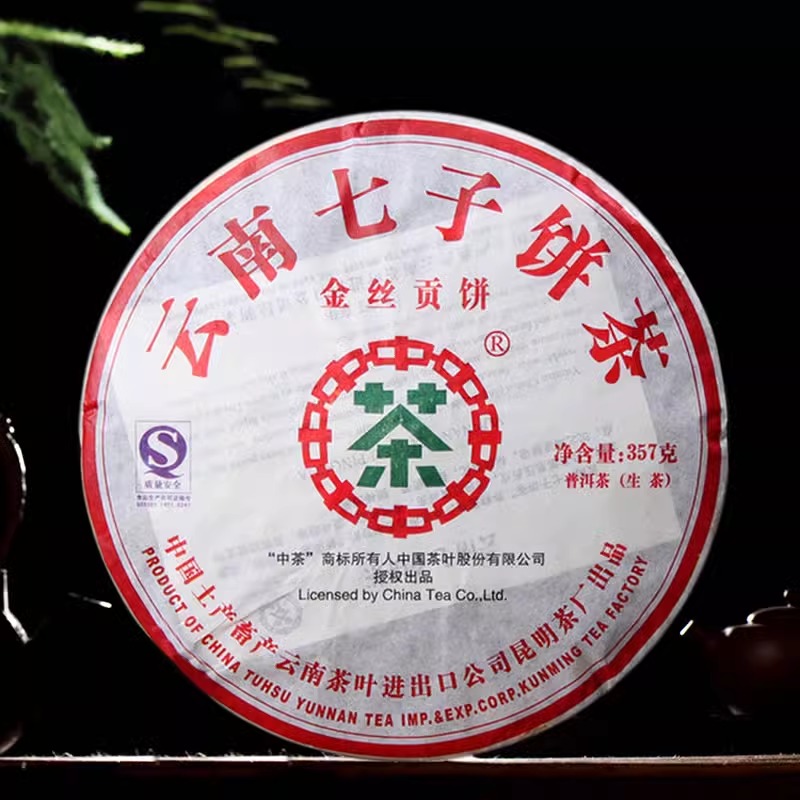 云南七子饼茶
金丝贡饼
®
茶
质量安全
净含量:357克
普洱茶（生 茶）
“中茶”商标所有人中国茶叶股份有限公司
授权出品
Licensed by China Tea Co.,Ltd.
中国土产畜产云南茶叶进出口公司昆明茶厂出品
PRODUCT OF CHINA TUHSU YUNNAN TEA IMP.&EXP.CORP.KUNMING TEA FACTORY